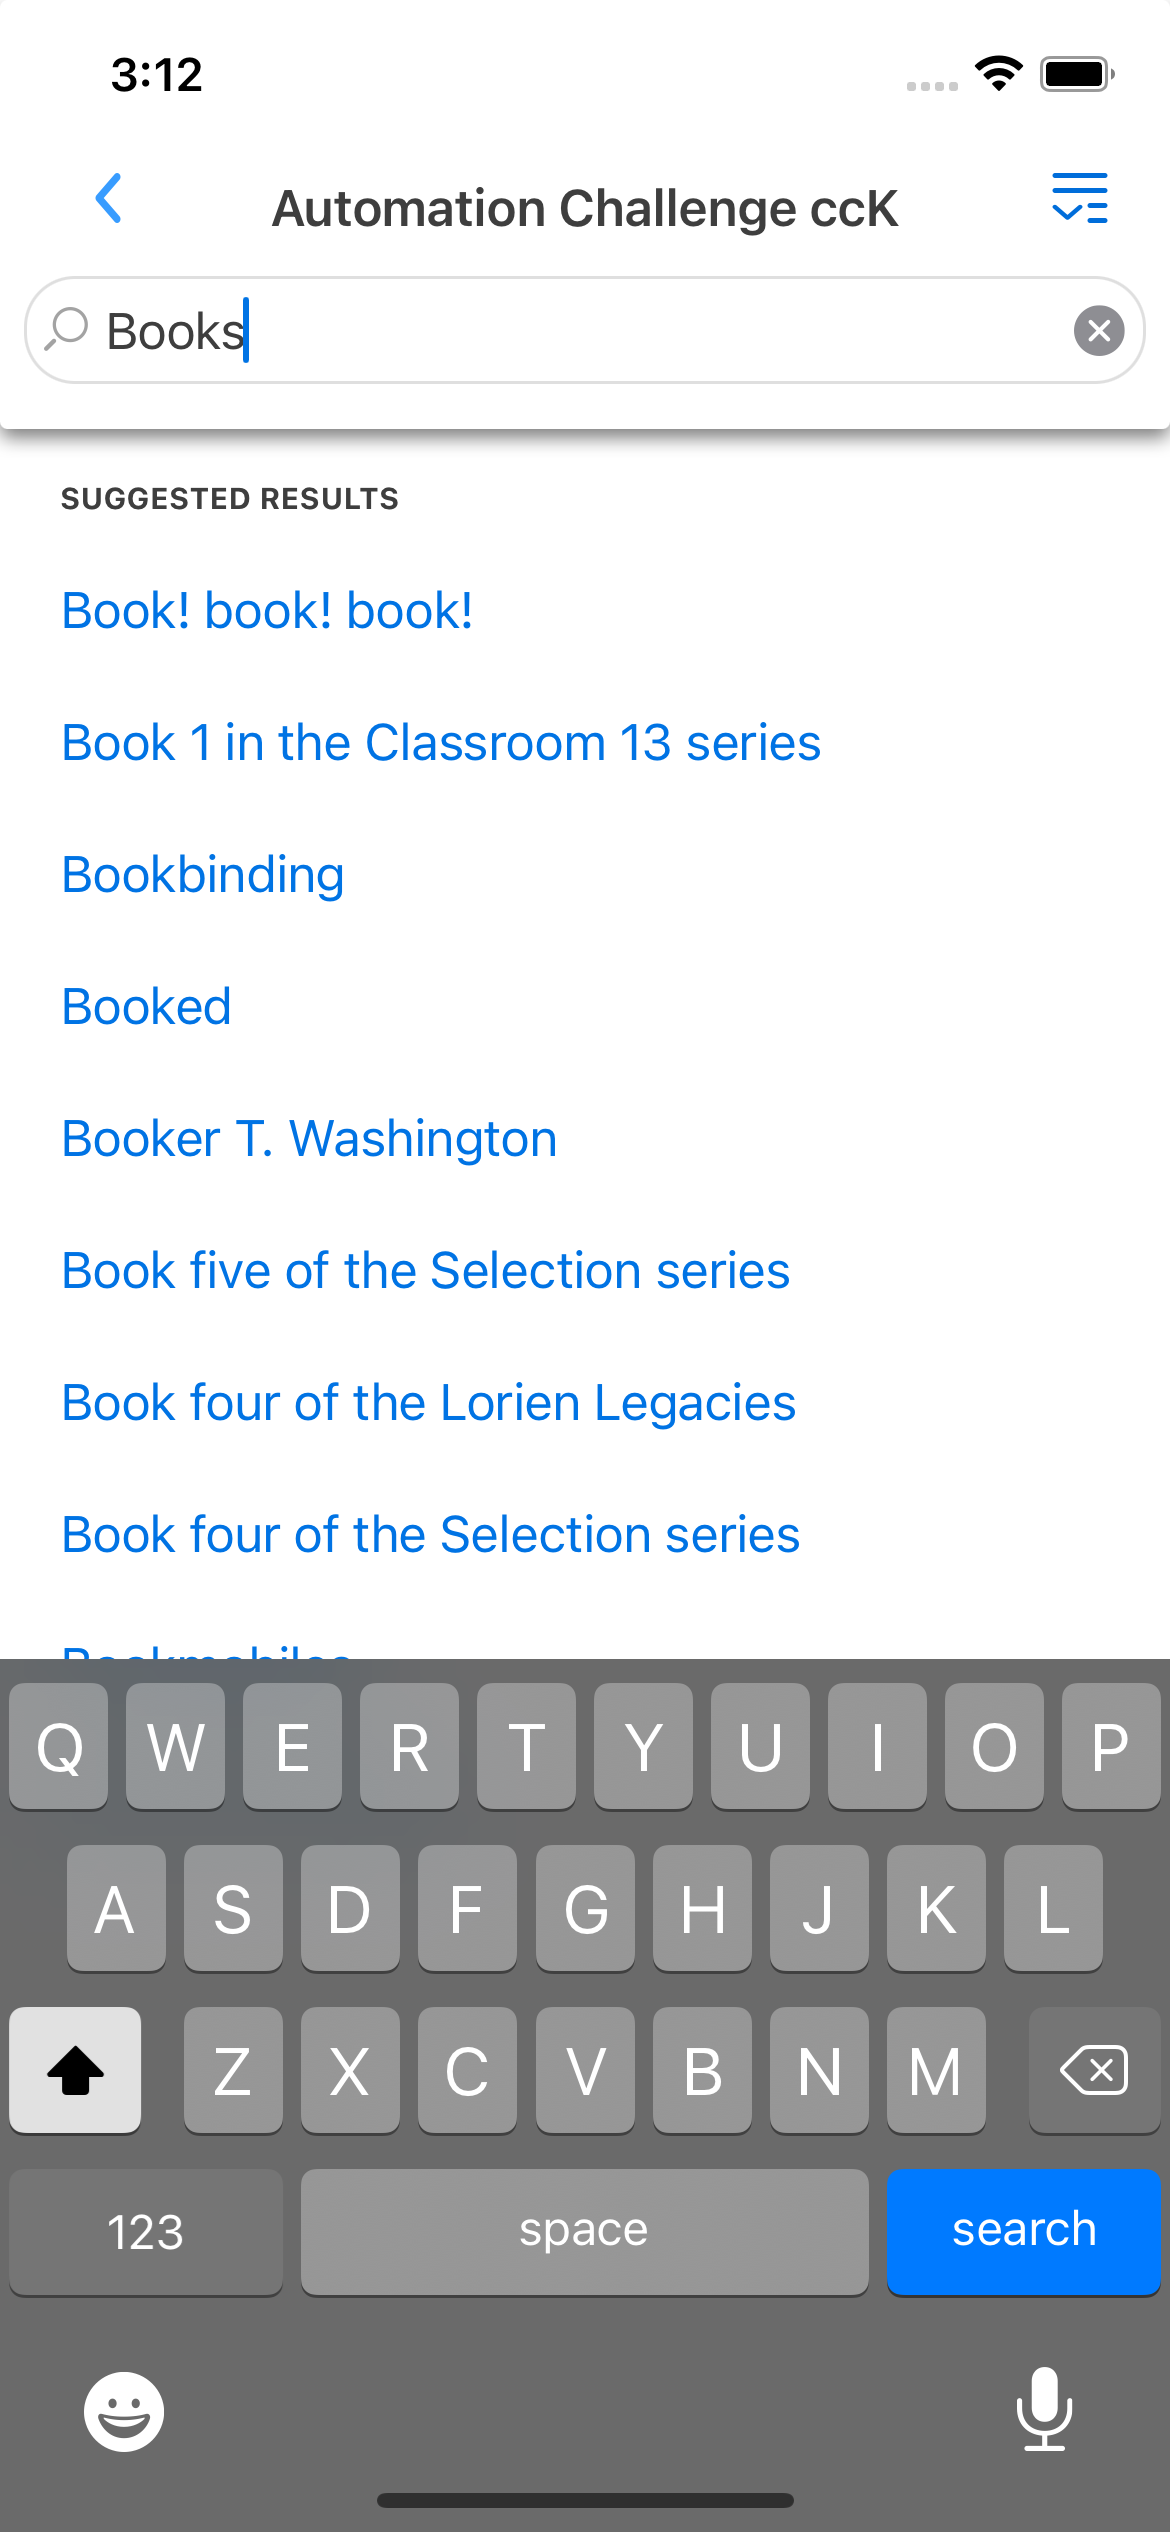 3:12
Automation Challenge ccK
Books
SUGGESTED RESULTS
Book! book! book!
Book 1 in the Classroom 13 series
Bookbinding
Booked
Booker T. Washington
Book five of the Selection series
Book four of the Lorien Legacies
Book four of the Selection series
Bookmobiles
Q W E R T Y U I O P
A S D F G H J K L
Z X C V B N M
123 space search